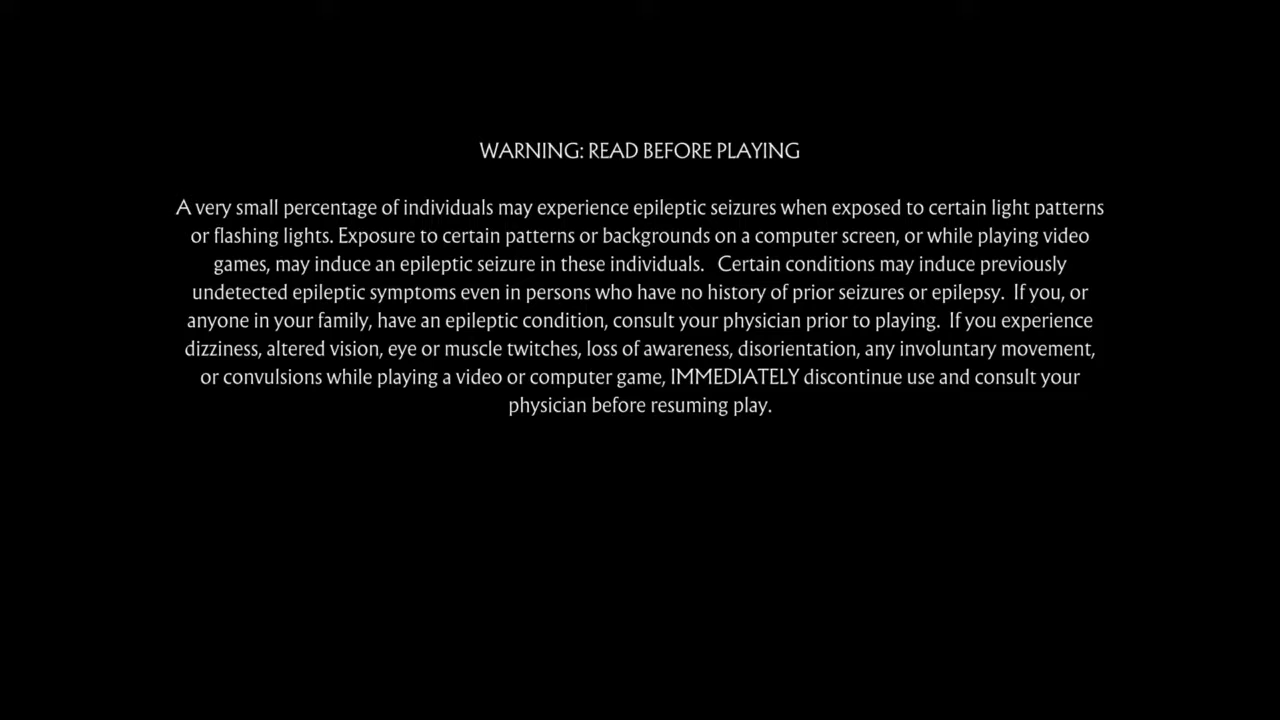 WARNING: READ BEFORE PLAYING
A very small percentage of individuals may experience epileptic seizures when exposed to certain light patterns
or flashing lights. Exposure to certain patterns or backgrounds on a computer screen, or while playing video
games, may induce an epileptic seizure in these individuals.   Certain conditions may induce previously
undetected epileptic symptoms even in persons who have no history of prior seizures or epilepsy.  If you, or
anyone in your family, have an epileptic condition, consult your physician prior to playing.  If you experience
dizziness, altered vision, eye or muscle twitches, loss of awareness, disorientation, any involuntary movement,
or convulsions while playing a video or computer game, IMMEDIATELY discontinue use and consult your
physician before resuming play.